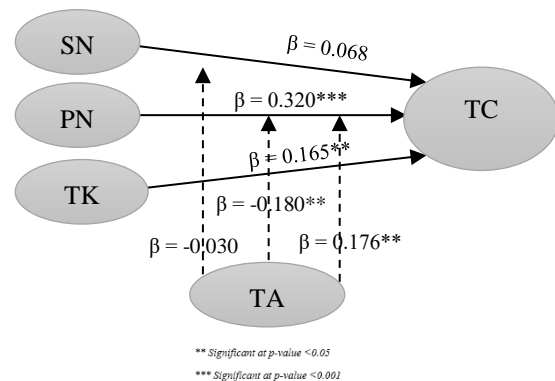 SN
β = 0.068
PN
β = 0.320***
TC
β = 0.165**
TK
β = -0.180**
β = -0.030
β = 0.176**
TA
** Significant at p-value <0.05
*** Significant at p-value <0.001